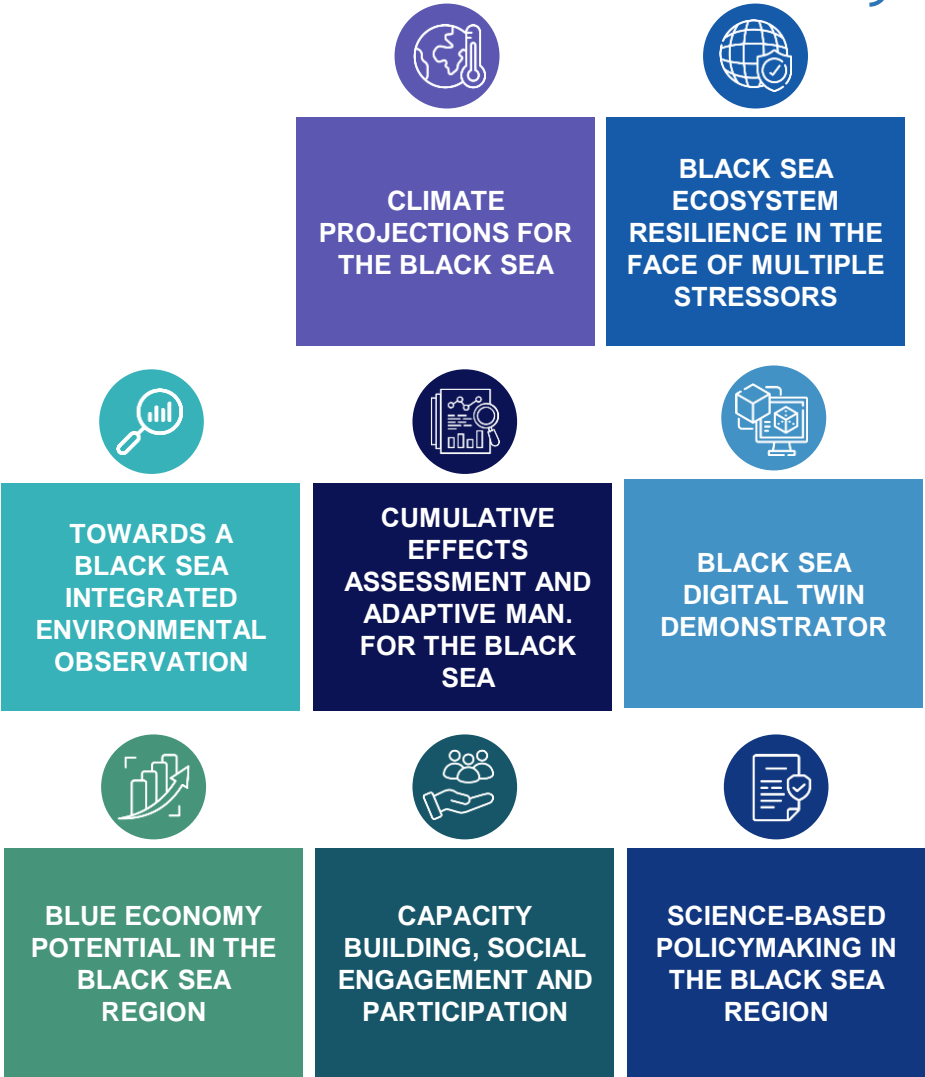 CLIMATE
PROJECTIONS FOR
THE BLACK SEA
BLACK SEA
ECOSYSTEM
RESILIENCE IN THE
FACE OF MULTIPLE
STRESSORS
TOWARDS A
BLACK SEA
INTEGRATED
ENVIRONMENTAL
OBSERVATION
CUMULATIVE
EFFECTS
ASSESSMENT AND
ADAPTIVE MAN.
FOR THE BLACK
SEA
BLACK SEA
DIGITAL TWIN
DEMONSTRATOR
BLUE ECONOMY
POTENTIAL IN THE
BLACK SEA
REGION
CAPACITY
BUILDING, SOCIAL
ENGAGEMENT AND
PARTICIPATION
SCIENCE-BASED
POLICYMAKING IN
THE BLACK SEA
REGION